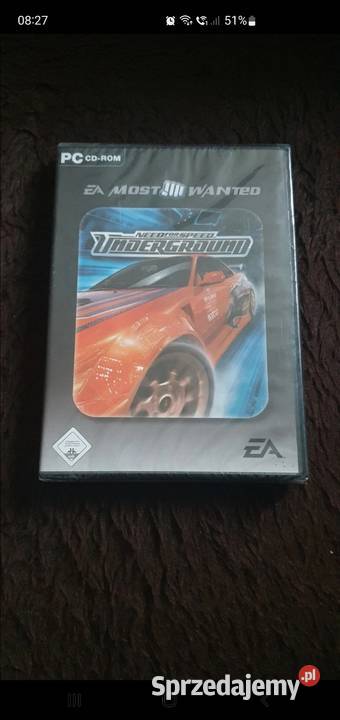 08:27
51%
PC CD-ROM
EA MOST WANTED
NEED FOR SPEED
UNDERGROUND
EA
Sprzedajemy.pl